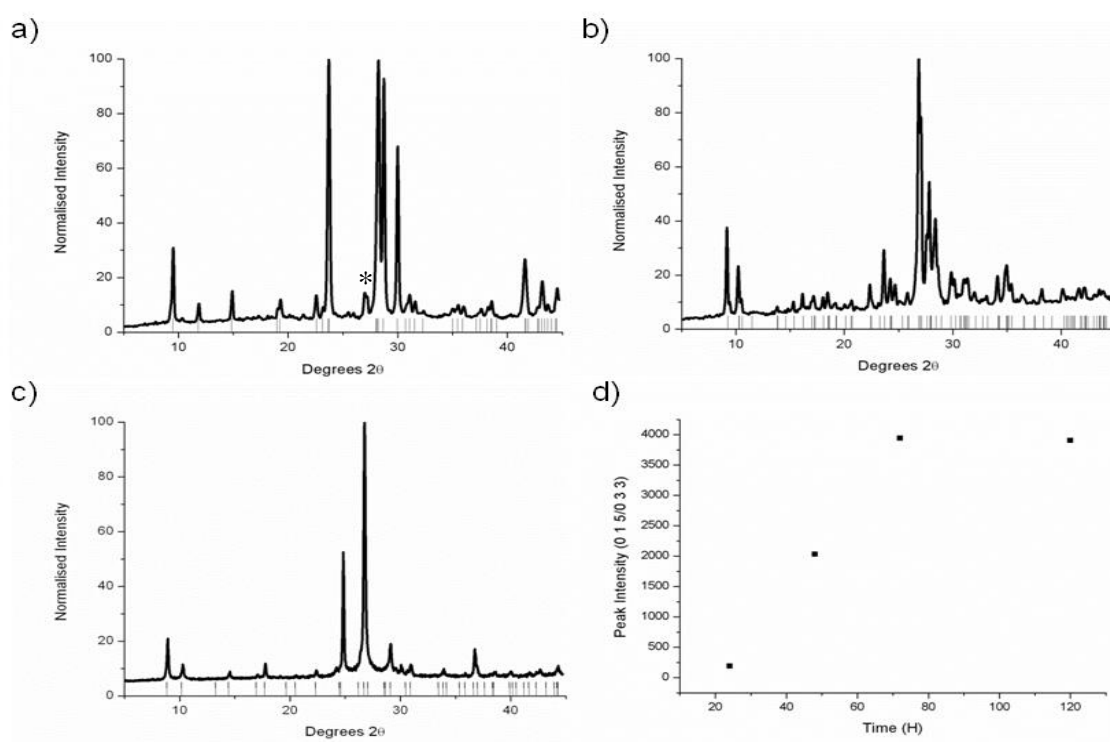 a)
100
80
60
40
20
0
Normalised Intensity
*
10 20 30 40
Degrees 2θ
b)
100
80
60
40
20
0
Normalised Intensity
10 20 30 40
Degrees 2θ
c)
100
80
60
40
20
0
Normalised Intensity
10 20 30 40
Degrees 2θ
d)
4000
3500
3000
2500
2000
1500
1000
500
0
Peak Intensity (0 1 5/0 3 3)
20 40 60 80 100 120
Time (H)